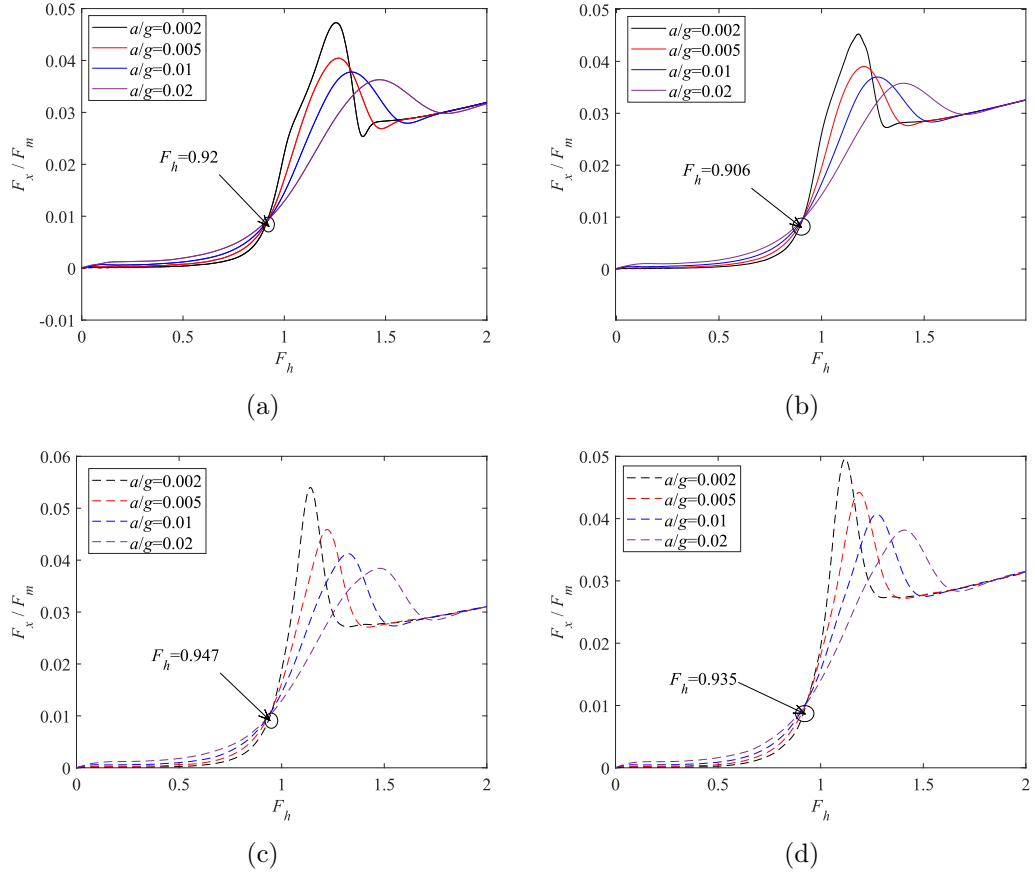 0.05
0.04
0.03
0.02
0.01
0
-0.01
F_x / F_m
a/g=0.002
a/g=0.005
a/g=0.01
a/g=0.02
F_h=0.92
0 0.5 1 1.5 2
F_h
(a)
0.05
0.04
0.03
0.02
0.01
0
F_x / F_m
a/g=0.002
a/g=0.005
a/g=0.01
a/g=0.02
F_h=0.906
0 0.5 1 1.5
F_h
(b)
0.06
0.05
0.04
0.03
0.02
0.01
0
F_x / F_m
a/g=0.002
a/g=0.005
a/g=0.01
a/g=0.02
F_h=0.947
0 0.5 1 1.5 2
F_h
(c)
0.05
0.04
0.03
0.02
0.01
0
F_x / F_m
a/g=0.002
a/g=0.005
a/g=0.01
a/g=0.02
F_h=0.935
0 0.5 1 1.5 2
F_h
(d)